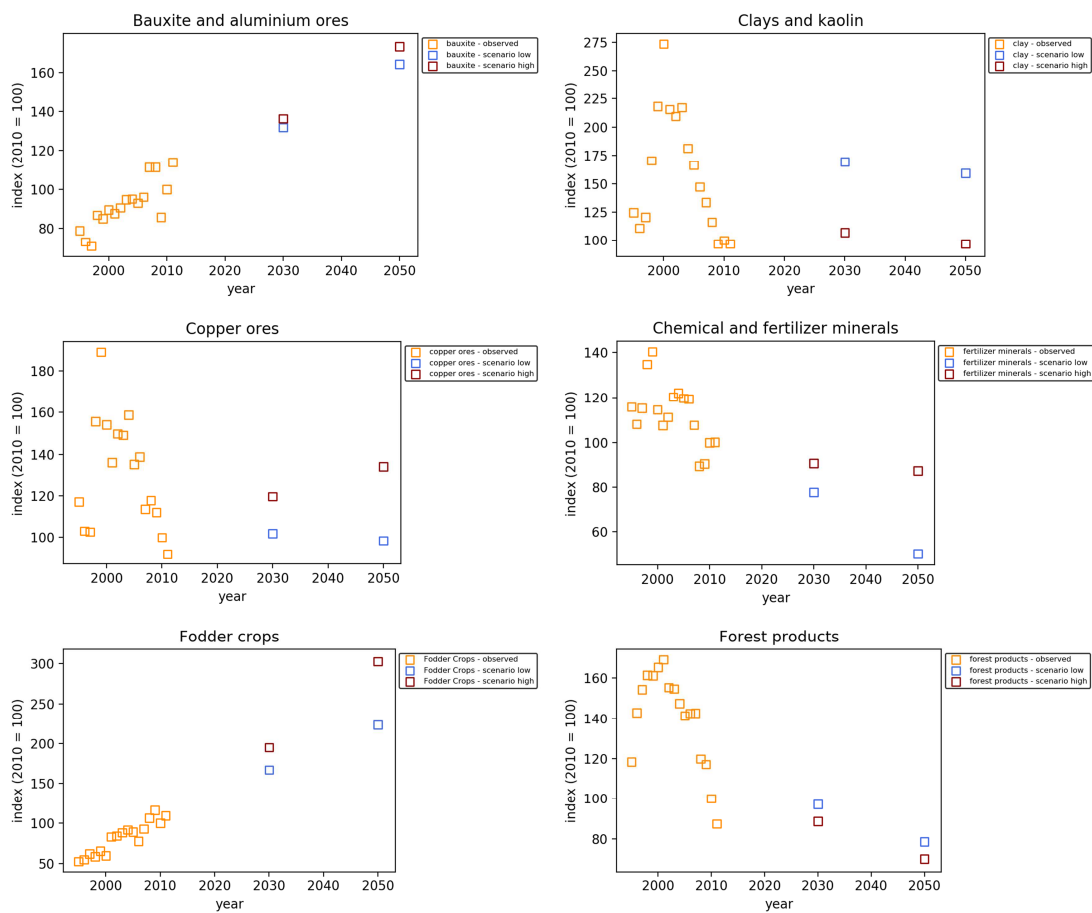 Bauxite and aluminium ores
index (2010 = 100)
160
140
120
100
80
2000 2010 2020 2030 2040 2050
year
bauxite - observed
bauxite - scenario low
bauxite - scenario high
Clays and kaolin
index (2010 = 100)
275
250
225
200
175
150
125
100
2000 2010 2020 2030 2040 2050
year
clay - observed
clay - scenario low
clay - scenario high
Copper ores
index (2010 = 100)
180
160
140
120
100
2000 2010 2020 2030 2040 2050
year
copper ores - observed
copper ores - scenario low
copper ores - scenario high
Chemical and fertilizer minerals
index (2010 = 100)
140
120
100
80
60
2000 2010 2020 2030 2040 2050
year
fertilizer minerals - observed
fertilizer minerals - scenario low
fertilizer minerals - scenario high
Fodder crops
index (2010 = 100)
300
250
200
150
100
50
2000 2010 2020 2030 2040 2050
year
Fodder Crops - observed
Fodder Crops - scenario low
Fodder Crops - scenario high
Forest products
index (2010 = 100)
160
140
120
100
80
2000 2010 2020 2030 2040 2050
year
forest products - observed
forest products - scenario low
forest products - scenario high